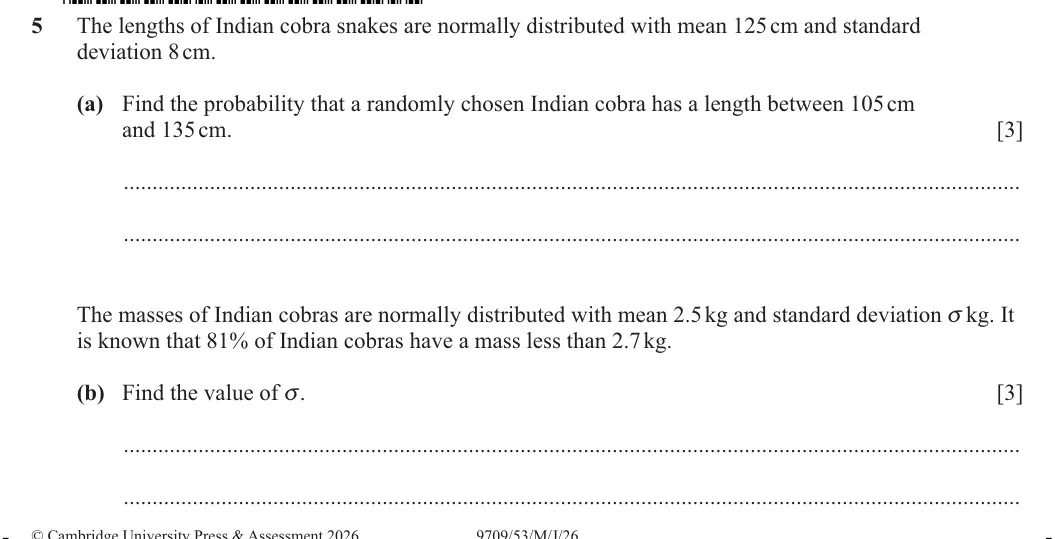 5 The lengths of Indian cobra snakes are normally distributed with mean 125 cm and standard
deviation 8 cm.
(a) Find the probability that a randomly chosen Indian cobra has a length between 105 cm
and 135 cm. [3]
................................................................................
................................................................................
The masses of Indian cobras are normally distributed with mean 2.5 kg and standard deviation σ kg. It
is known that 81% of Indian cobras have a mass less than 2.7 kg.
(b) Find the value of σ. [3]
................................................................................
................................................................................
© Cambridge University Press & Assessment 2026 9709/53/M/J/26